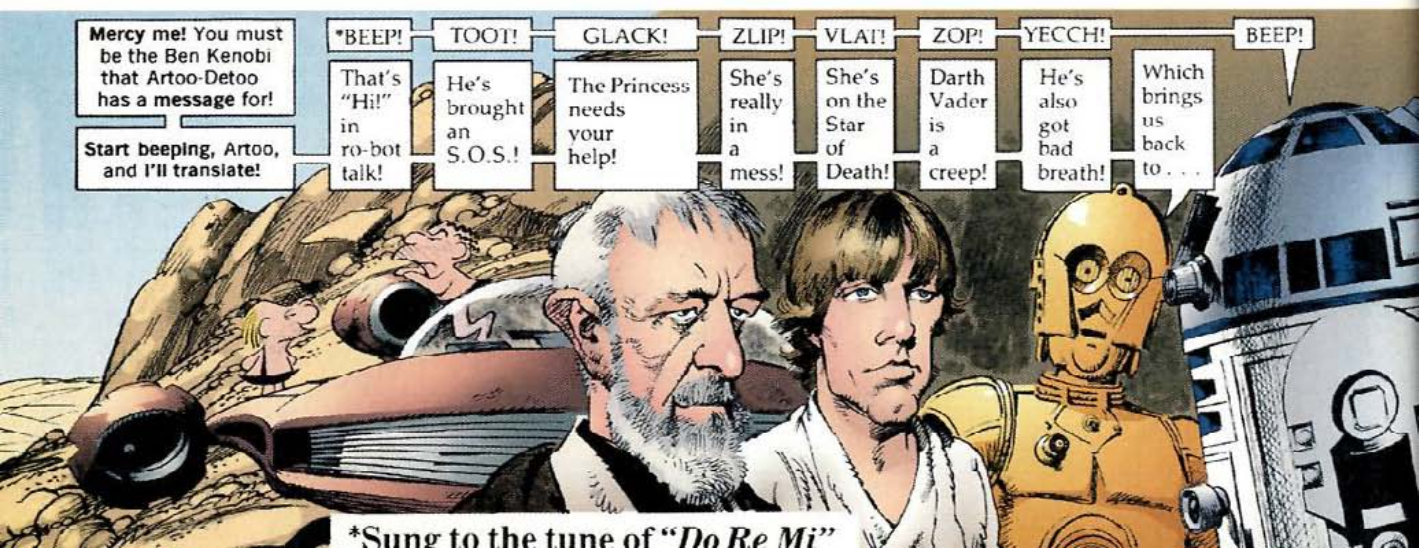 Mercy me! You must
be the Ben Kenobi
that Artoo-Detoo
has a message for!
Start beeping, Artoo,
and I'll translate!
*BEEP!
That's
"Hi!"
in
ro-bot
talk!
TOOT!
He's
brought
an
S.O.S.!
GLACK!
The Princess
needs
your
help!
ZLIP!
She's
really
in
a
mess!
VLAT!
She's
on the
Star
of
Death!
ZOP!
Darth
Vader
is
a
creep!
YECCH!
He's
also
got
bad
breath!
Which
brings
us
back
to . . .
BEEP!
*Sung to the tune of "Do Re Mi"